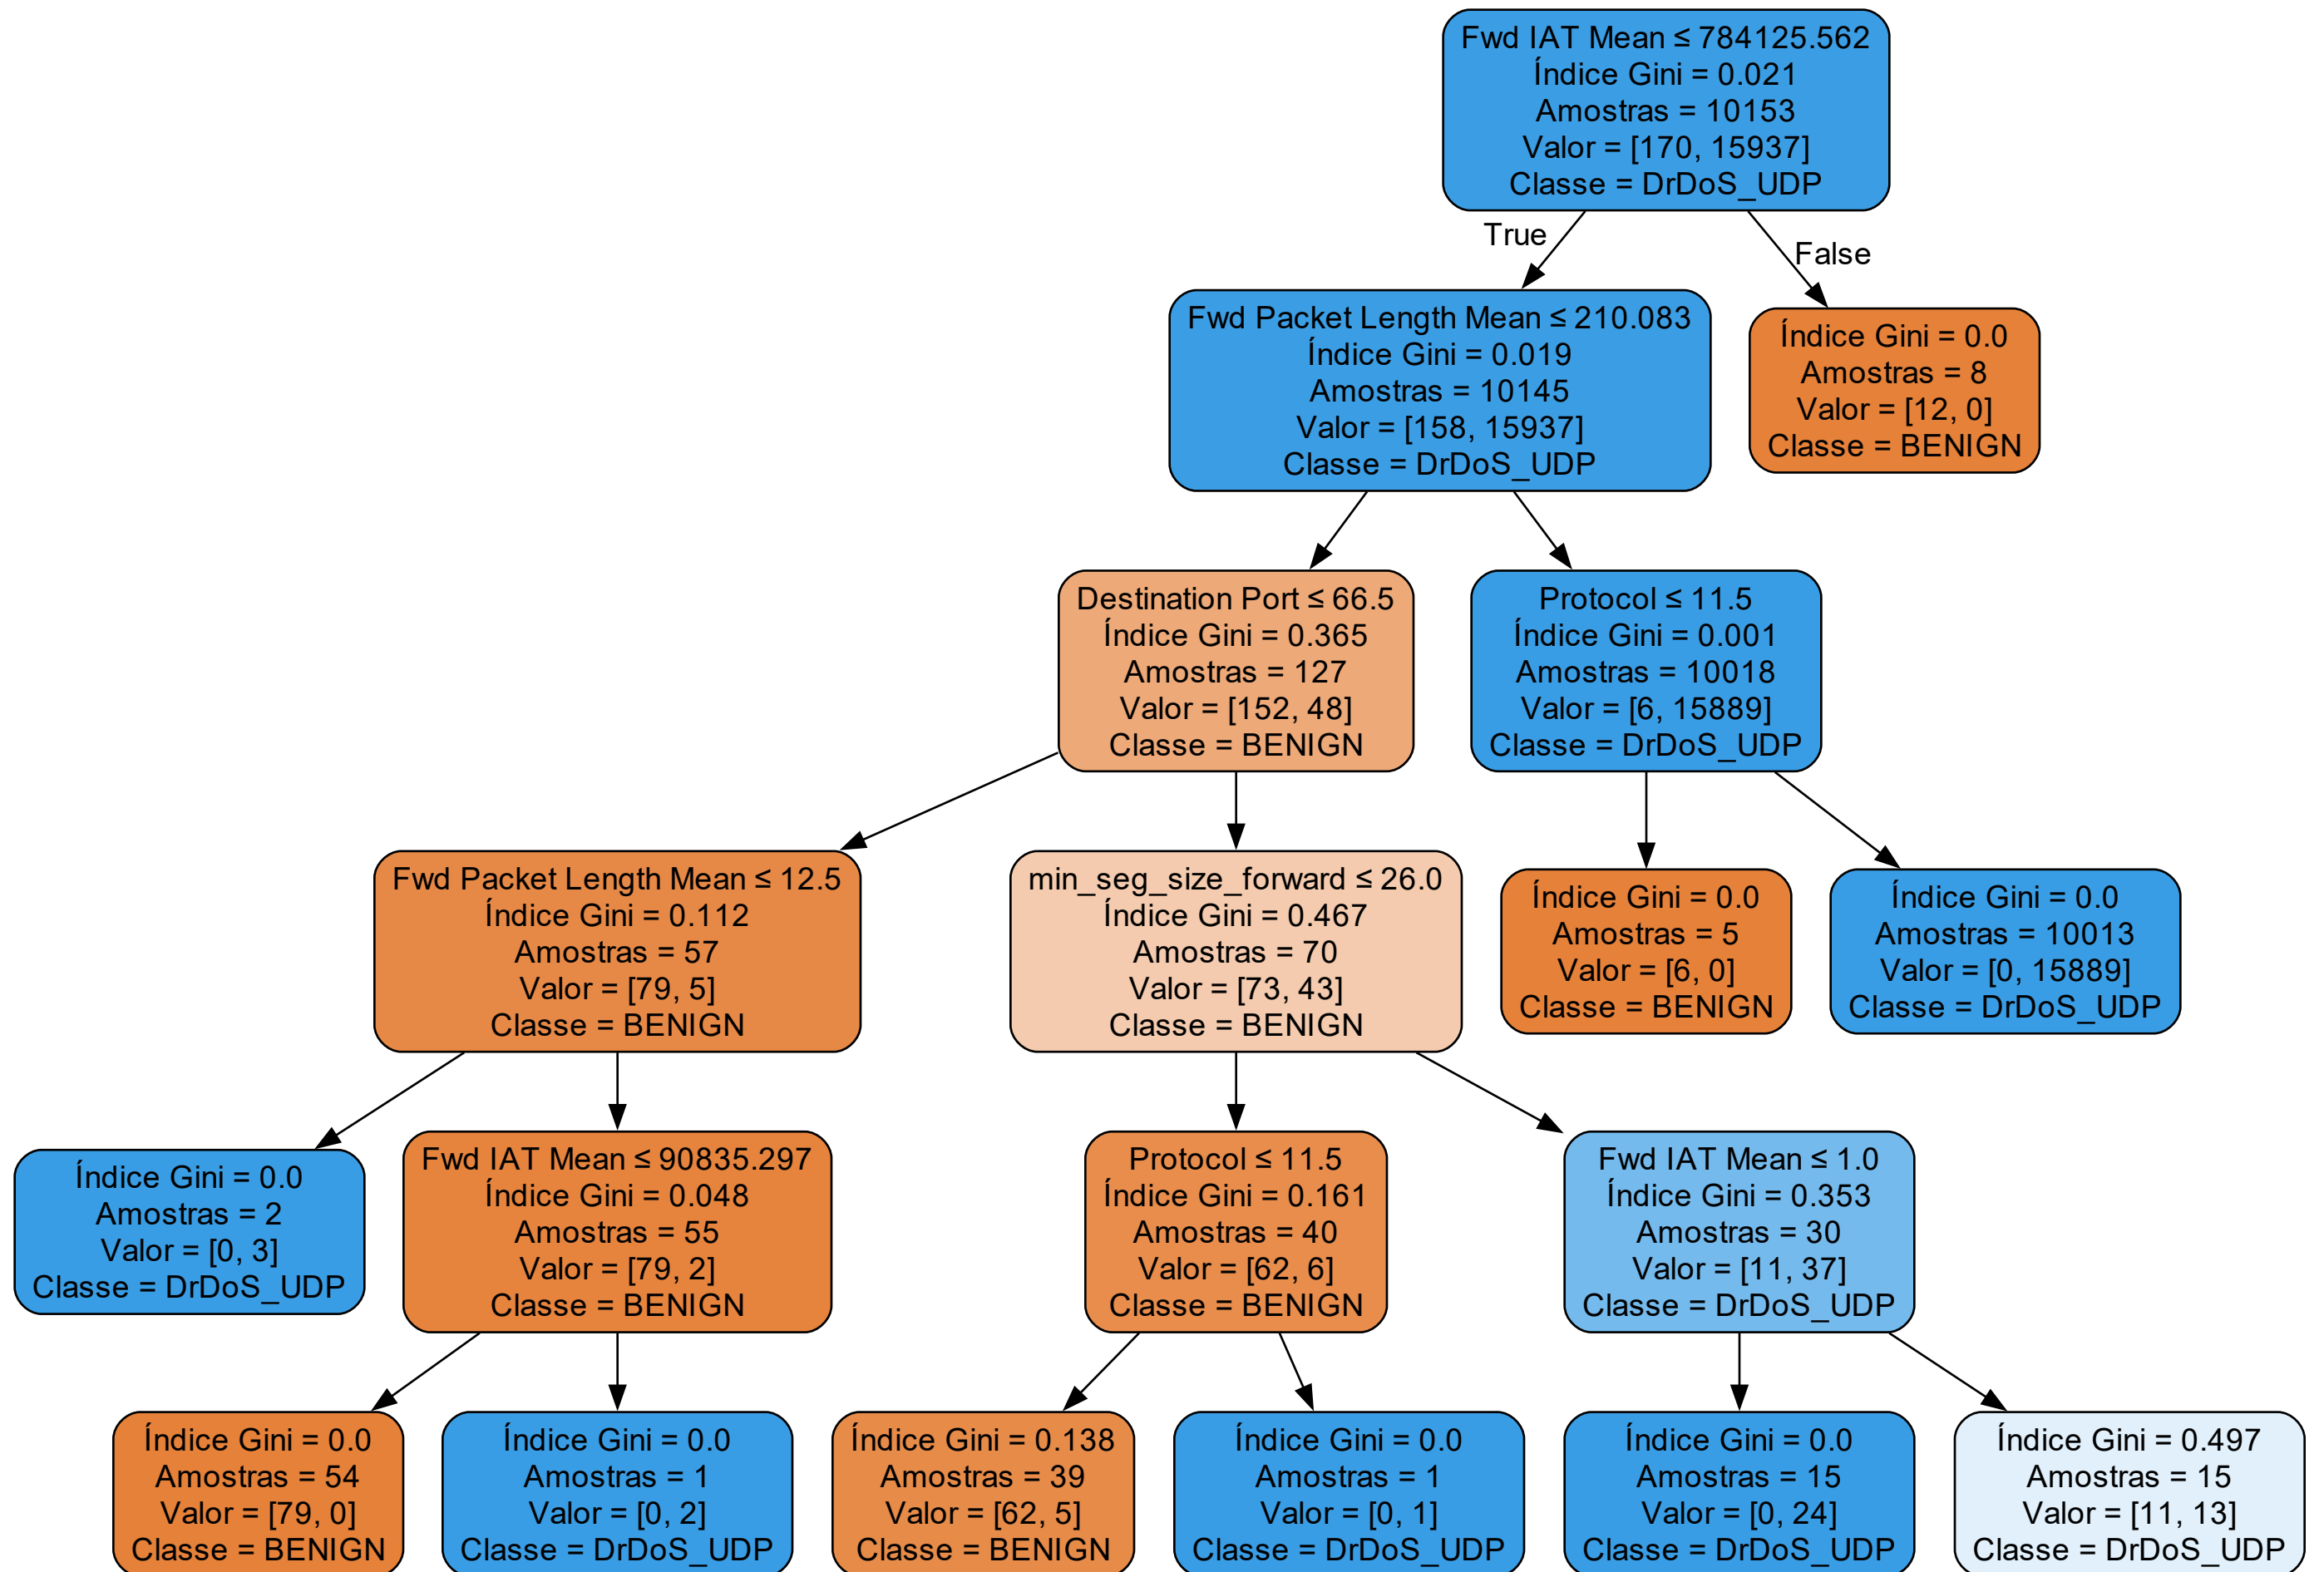 Fwd IAT Mean ≤ 784125.562
Índice Gini = 0.021
Amostras = 10153
Valor = [170, 15937]
Classe = DrDoS_UDP
True
False
Fwd Packet Length Mean ≤ 210.083
Índice Gini = 0.019
Amostras = 10145
Valor = [158, 15937]
Classe = DrDoS_UDP
Índice Gini = 0.0
Amostras = 8
Valor = [12, 0]
Classe = BENIGN
Destination Port ≤ 66.5
Índice Gini = 0.365
Amostras = 127
Valor = [152, 48]
Classe = BENIGN
Protocol ≤ 11.5
Índice Gini = 0.001
Amostras = 10018
Valor = [6, 15889]
Classe = DrDoS_UDP
Fwd Packet Length Mean ≤ 12.5
Índice Gini = 0.112
Amostras = 57
Valor = [79, 5]
Classe = BENIGN
min_seg_size_forward ≤ 26.0
Índice Gini = 0.467
Amostras = 70
Valor = [73, 43]
Classe = BENIGN
Índice Gini = 0.0
Amostras = 5
Valor = [6, 0]
Classe = BENIGN
Índice Gini = 0.0
Amostras = 10013
Valor = [0, 15889]
Classe = DrDoS_UDP
Índice Gini = 0.0
Amostras = 2
Valor = [0, 3]
Classe = DrDoS_UDP
Fwd IAT Mean ≤ 90835.297
Índice Gini = 0.048
Amostras = 55
Valor = [79, 2]
Classe = BENIGN
Protocol ≤ 11.5
Índice Gini = 0.161
Amostras = 40
Valor = [62, 6]
Classe = BENIGN
Fwd IAT Mean ≤ 1.0
Índice Gini = 0.353
Amostras = 30
Valor = [11, 37]
Classe = DrDoS_UDP
Índice Gini = 0.0
Amostras = 54
Valor = [79, 0]
Classe = BENIGN
Índice Gini = 0.0
Amostras = 1
Valor = [0, 2]
Classe = DrDoS_UDP
Índice Gini = 0.138
Amostras = 39
Valor = [62, 5]
Classe = BENIGN
Índice Gini = 0.0
Amostras = 1
Valor = [0, 1]
Classe = DrDoS_UDP
Índice Gini = 0.0
Amostras = 15
Valor = [0, 24]
Classe = DrDoS_UDP
Índice Gini = 0.497
Amostras = 15
Valor = [11, 13]
Classe = DrDoS_UDP